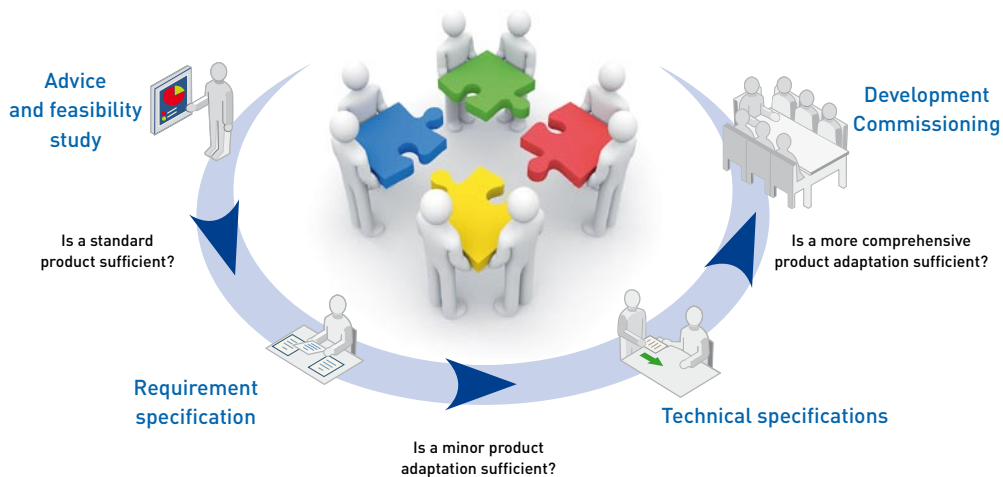 Advice
and feasibility
study
Is a standard
product sufficient?
Requirement
specification
Is a minor product
adaptation sufficient?
Technical specifications
Is a more comprehensive
product adaptation sufficient?
Development
Commissioning